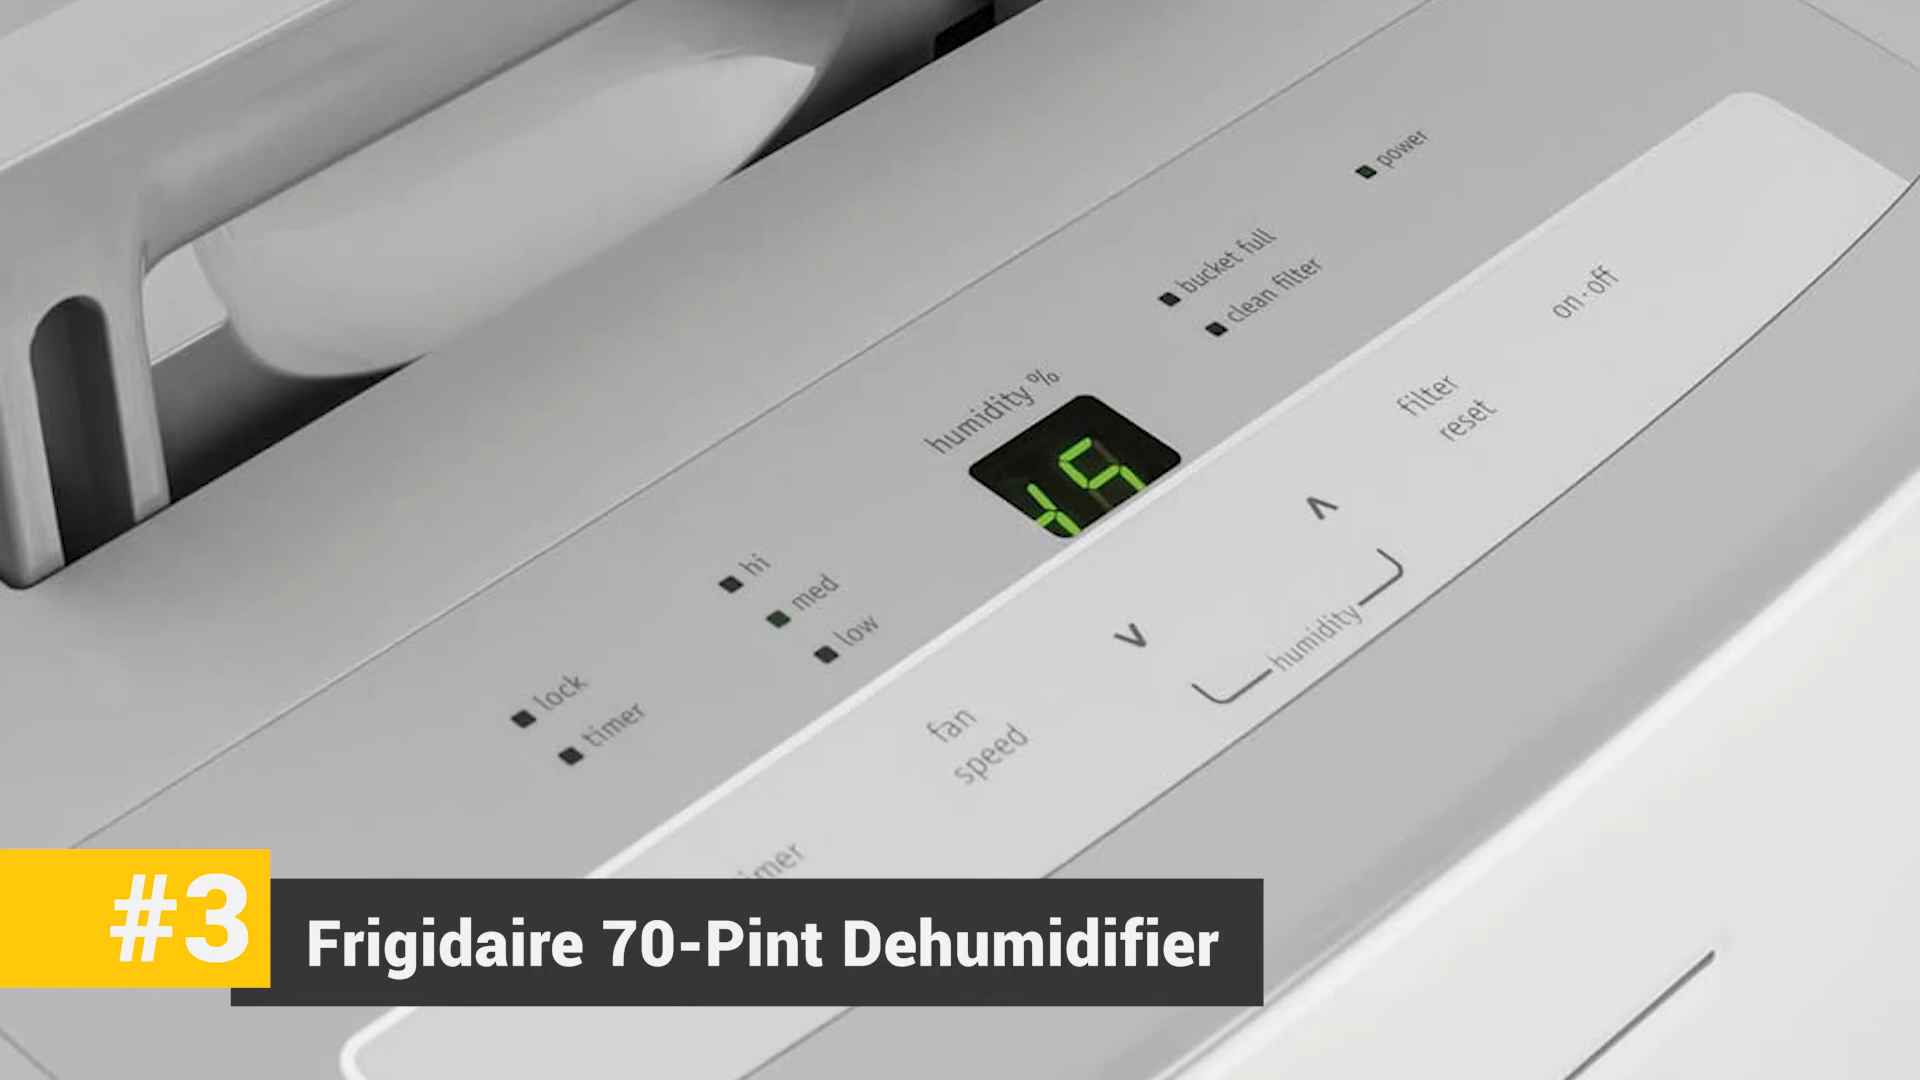 power
bucket full
clean filter
humidity %
hi
med
low
lock
timer
on·off
filter
reset
∧
∨
humidity
fan
speed
#3
Frigidaire 70-Pint Dehumidifier